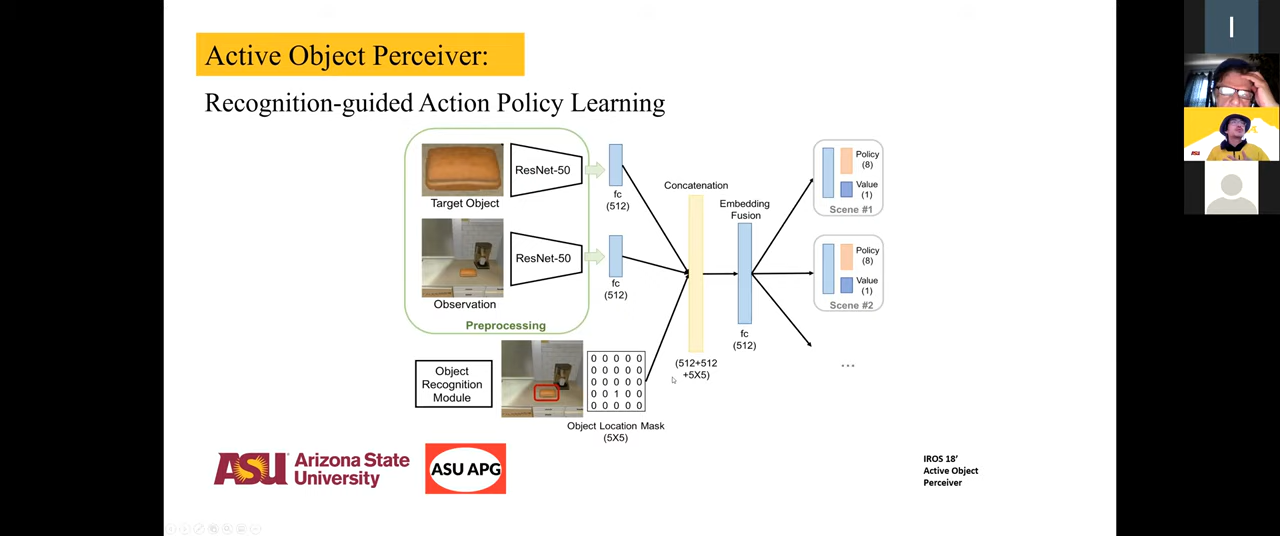 Active Object Perceiver:
Recognition-guided Action Policy Learning
ResNet-50
Target Object
fc
(512)
ResNet-50
Observation
fc
(512)
Preprocessing
Object
Recognition
Module
0 0 0 0 0
0 0 0 0 0
0 0 0 0 0
0 0 1 0 0
0 0 0 0 0
Object Location Mask
(5X5)
Concatenation
(512+512
+5X5)
Embedding
Fusion
fc
(512)
Policy
(8)
Value
(1)
Scene #1
Policy
(8)
Value
(1)
Scene #2
...
ASU Arizona State
University
ASU APG
IROS 18'
Active Object
Perceiver
I
ASU